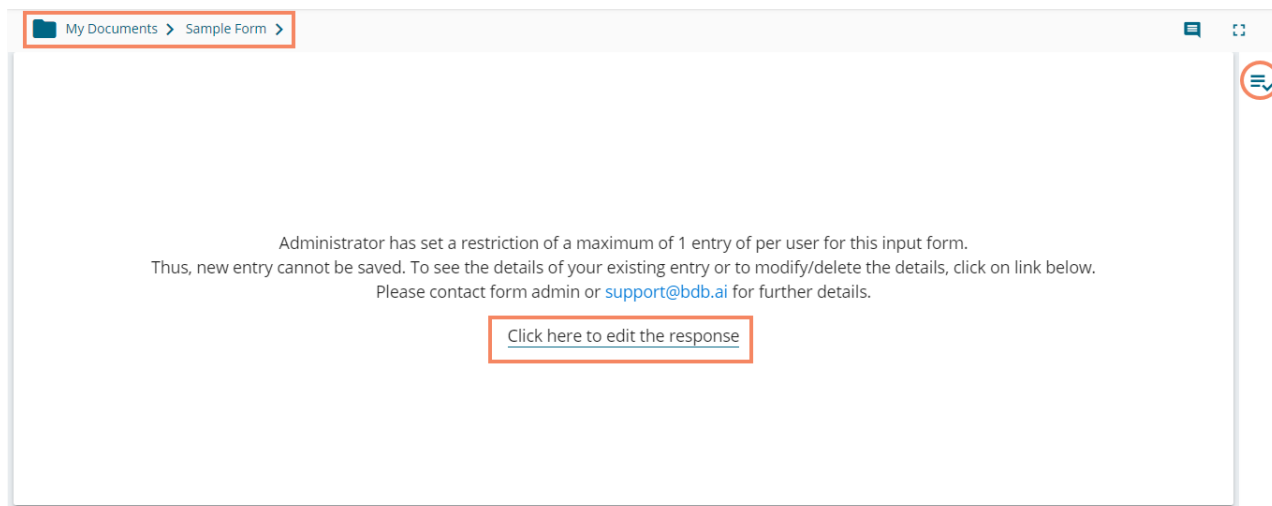 My Documents > Sample Form >
Administrator has set a restriction of a maximum of 1 entry of per user for this input form.
Thus, new entry cannot be saved. To see the details of your existing entry or to modify/delete the details, click on link below.
Please contact form admin or support@bdb.ai for further details.
Click here to edit the response